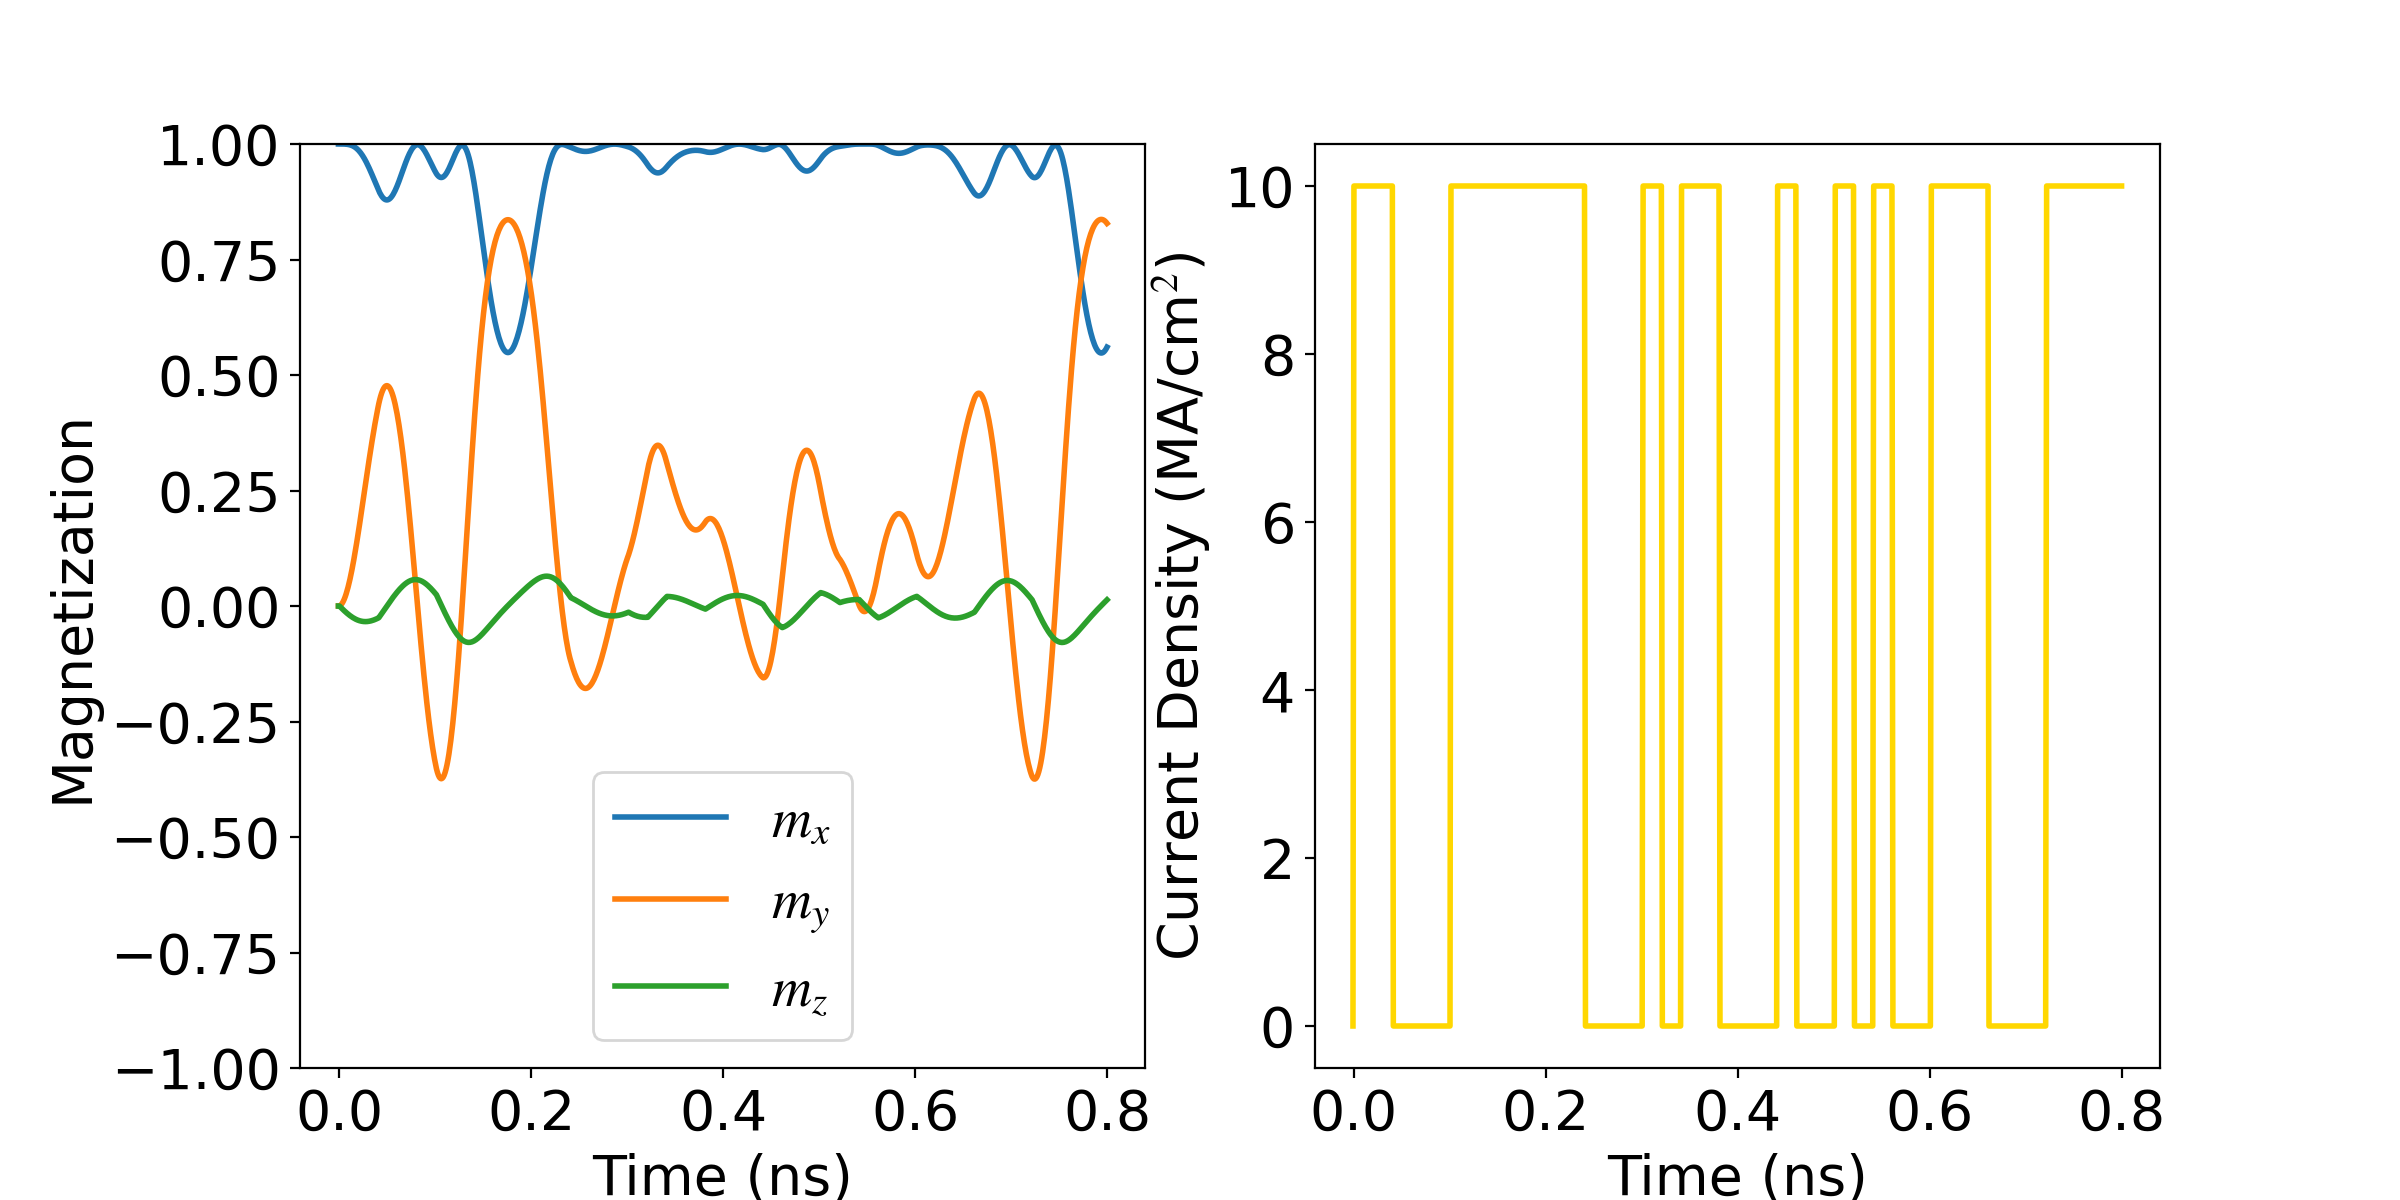 Magnetization
1.00
0.75
0.50
0.25
0.00
−0.25
−0.50
−0.75
−1.00
0.0 0.2 0.4 0.6 0.8
Time (ns)
m_x
m_y
m_z
Current Density (MA/cm²)
10
8
6
4
2
0
0.0 0.2 0.4 0.6 0.8
Time (ns)